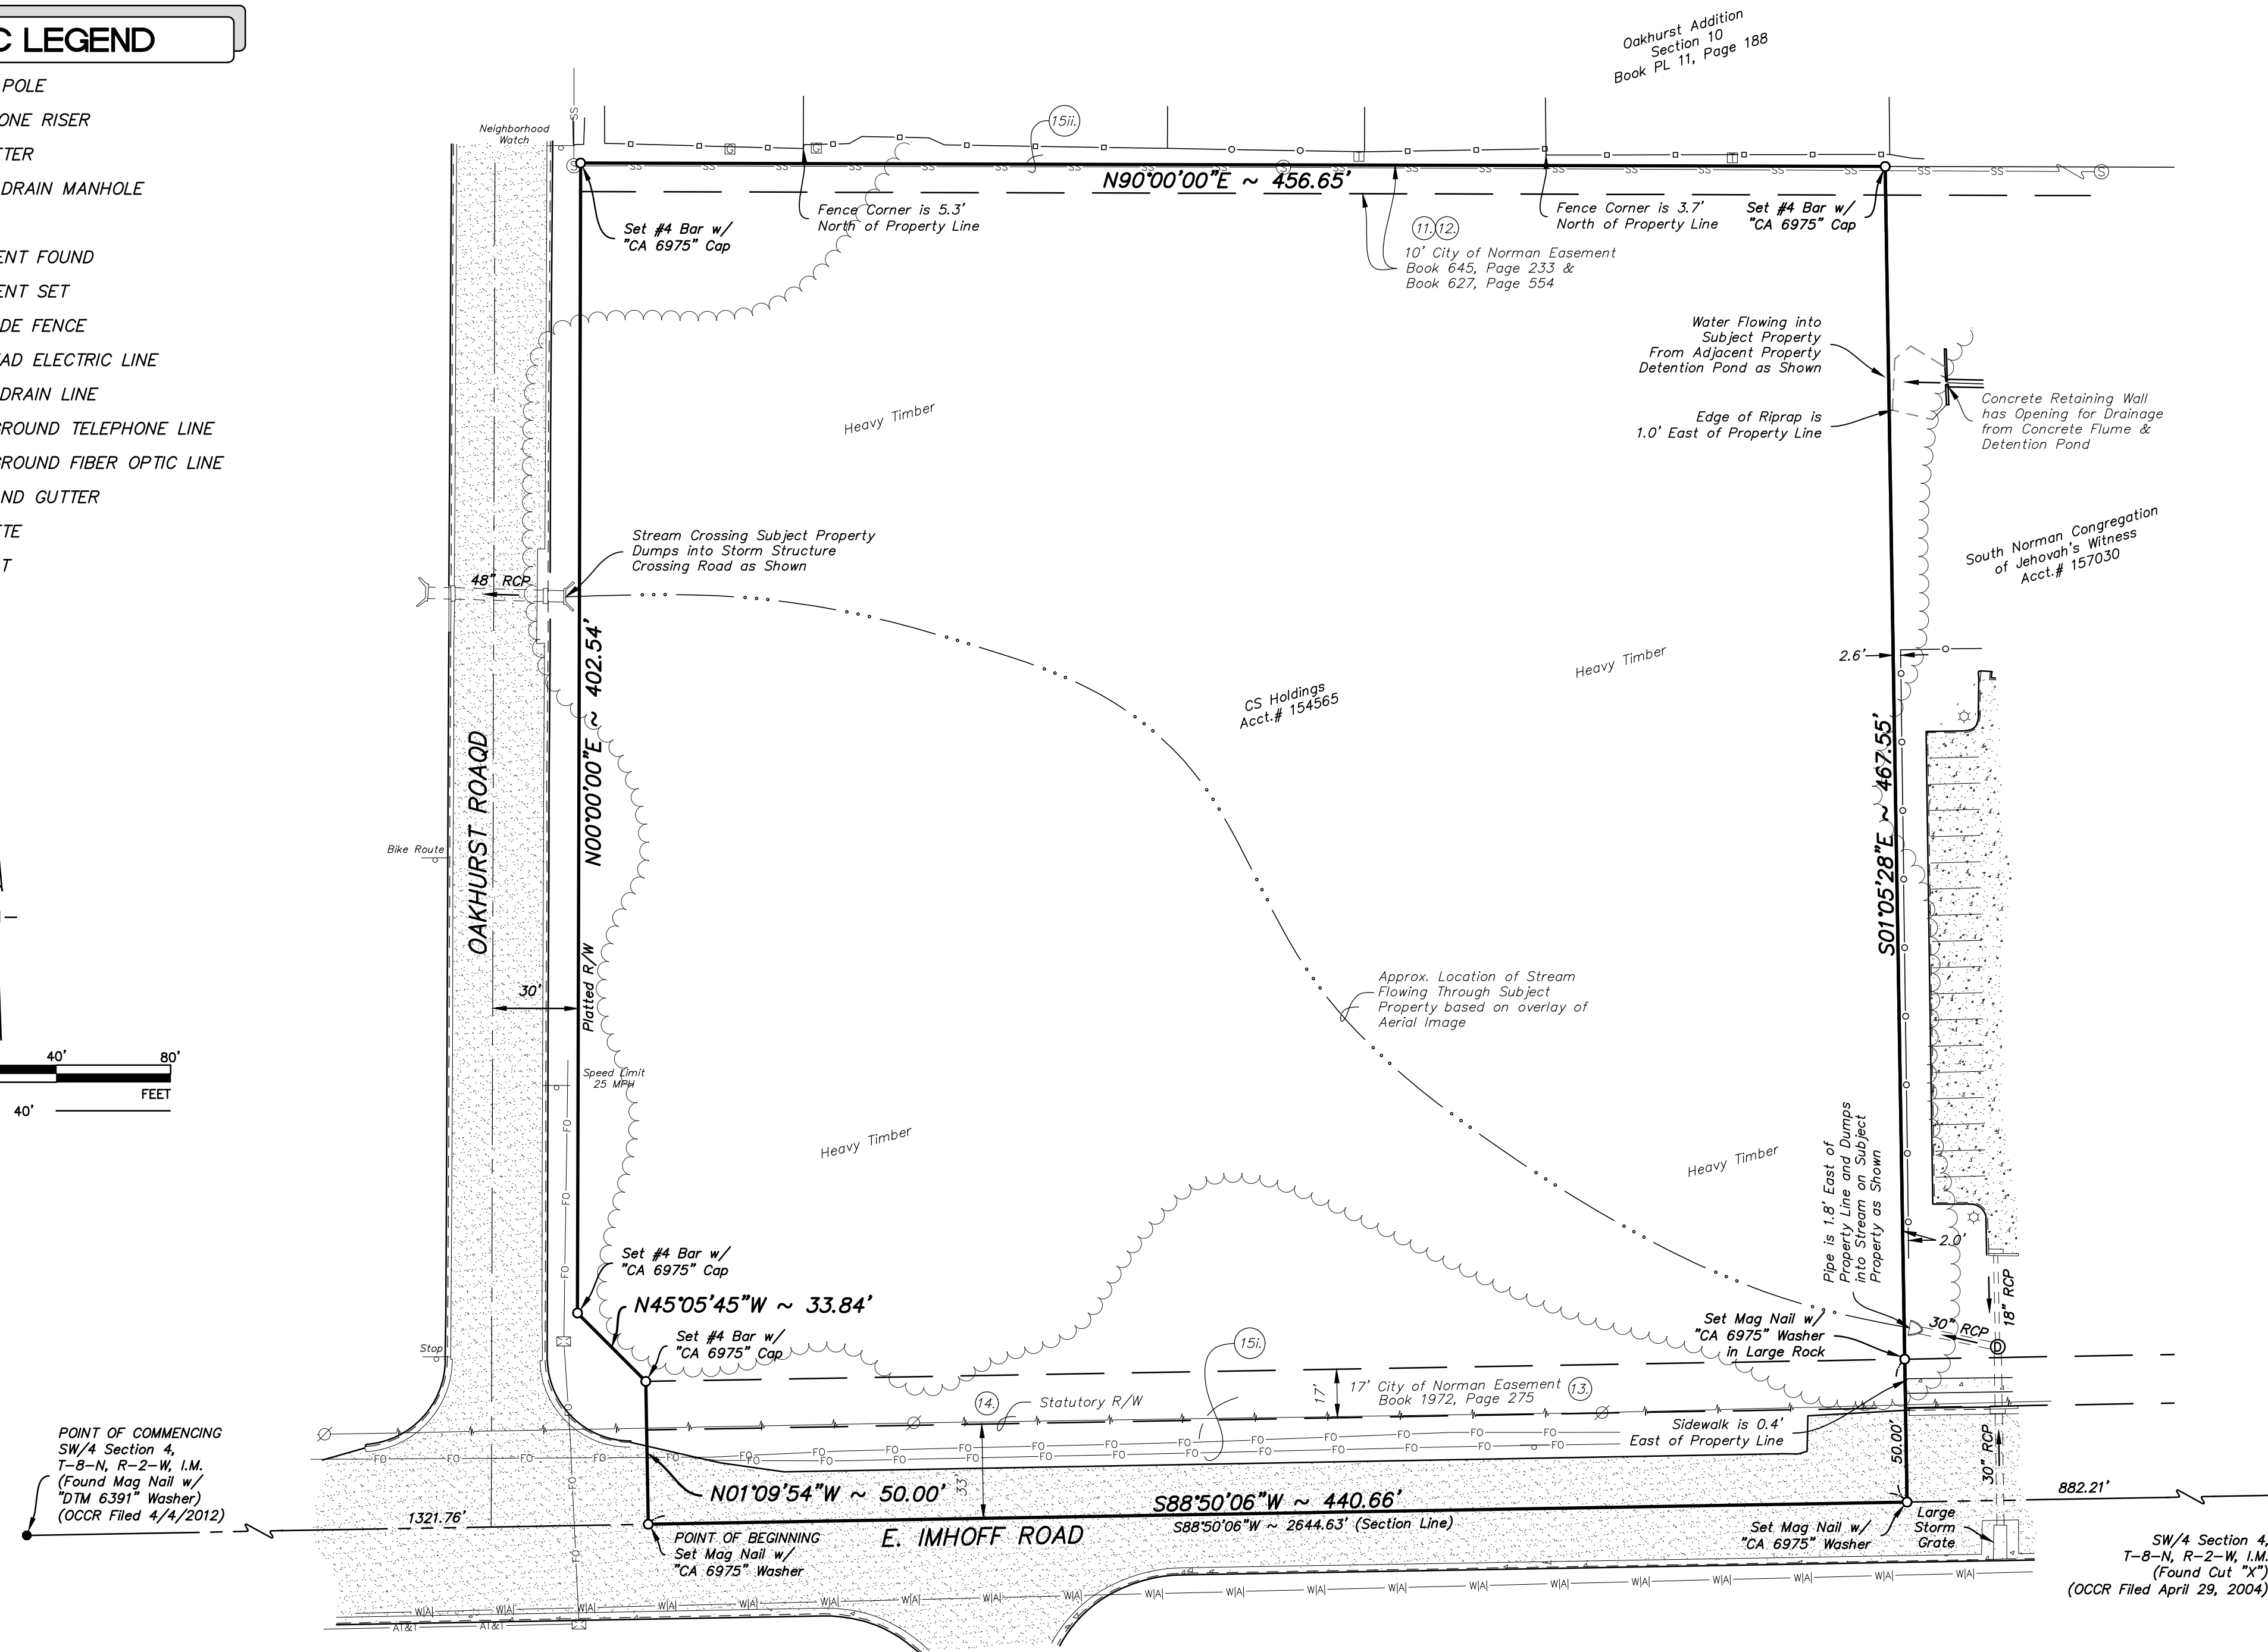 C LEGEND
POLE
ONE RISER
TER
DRAIN MANHOLE
ENT FOUND
ENT SET
DE FENCE
AD ELECTRIC LINE
DRAIN LINE
GROUND TELEPHONE LINE
GROUND FIBER OPTIC LINE
ND GUTTER
TE
T
Oakhurst Addition
Section 10
Book PL 11, Page 188
Neighborhood
Watch
15ii.
N90°00'00"E ~ 456.65'
Set #4 Bar w/
"CA 6975" Cap
Fence Corner is 5.3'
North of Property Line
Fence Corner is 3.7'
North of Property Line
Set #4 Bar w/
"CA 6975" Cap
11. 12.
10' City of Norman Easement
Book 645, Page 233 &
Book 627, Page 554
Water Flowing into
Subject Property
From Adjacent Property
Detention Pond as Shown
Edge of Riprap is
1.0' East of Property Line
Concrete Retaining Wall
has Opening for Drainage
from Concrete Flume &
Detention Pond
Heavy Timber
South Norman Congregation
of Jehovah's Witness
Acct.# 157030
Stream Crossing Subject Property
Dumps into Storm Structure
Crossing Road as Shown
48" RCP
N00°00'00"E ~ 402.54'
Heavy Timber
2.6'
CS Holdings
Acct.# 154565
S01°05'28"E ~ 467.55'
OAKHURST ROAQD
Bike Route
Platted R/W
30'
Approx. Location of Stream
Flowing Through Subject
Property based on overlay of
Aerial Image
40' 80'
FEET
40'
Speed Limit
25 MPH
Heavy Timber
Heavy Timber
Pipe is 1.8' East of
Property Line and Dumps
into Stream on Subject
Property as Shown
2.0'
18" RCP
30" RCP
D
Set #4 Bar w/
"CA 6975" Cap
N45°05'45"W ~ 33.84'
Set #4 Bar w/
"CA 6975" Cap
Stop
Set Mag Nail w/
"CA 6975" Washer
in Large Rock
15i.
14.
Statutory R/W
17'
17' City of Norman Easement
Book 1972, Page 275
13.
Sidewalk is 0.4'
East of Property Line
50.00'
30" RCP
33'
POINT OF COMMENCING
SW/4 Section 4,
T-8-N, R-2-W, I.M.
(Found Mag Nail w/
"DTM 6391" Washer)
(OCCR Filed 4/4/2012)
1321.76'
N01°09'54"W ~ 50.00'
S88°50'06"W ~ 440.66'
S88°50'06"W ~ 2644.63' (Section Line)
E. IMHOFF ROAD
POINT OF BEGINNING
Set Mag Nail w/
"CA 6975" Washer
Set Mag Nail w/
"CA 6975" Washer
Large
Storm
Grate
882.21'
SW/4 Section 4,
T-8-N, R-2-W, I.M.
(Found Cut "X")
(OCCR Filed April 29, 2004)
AT&T AT&T